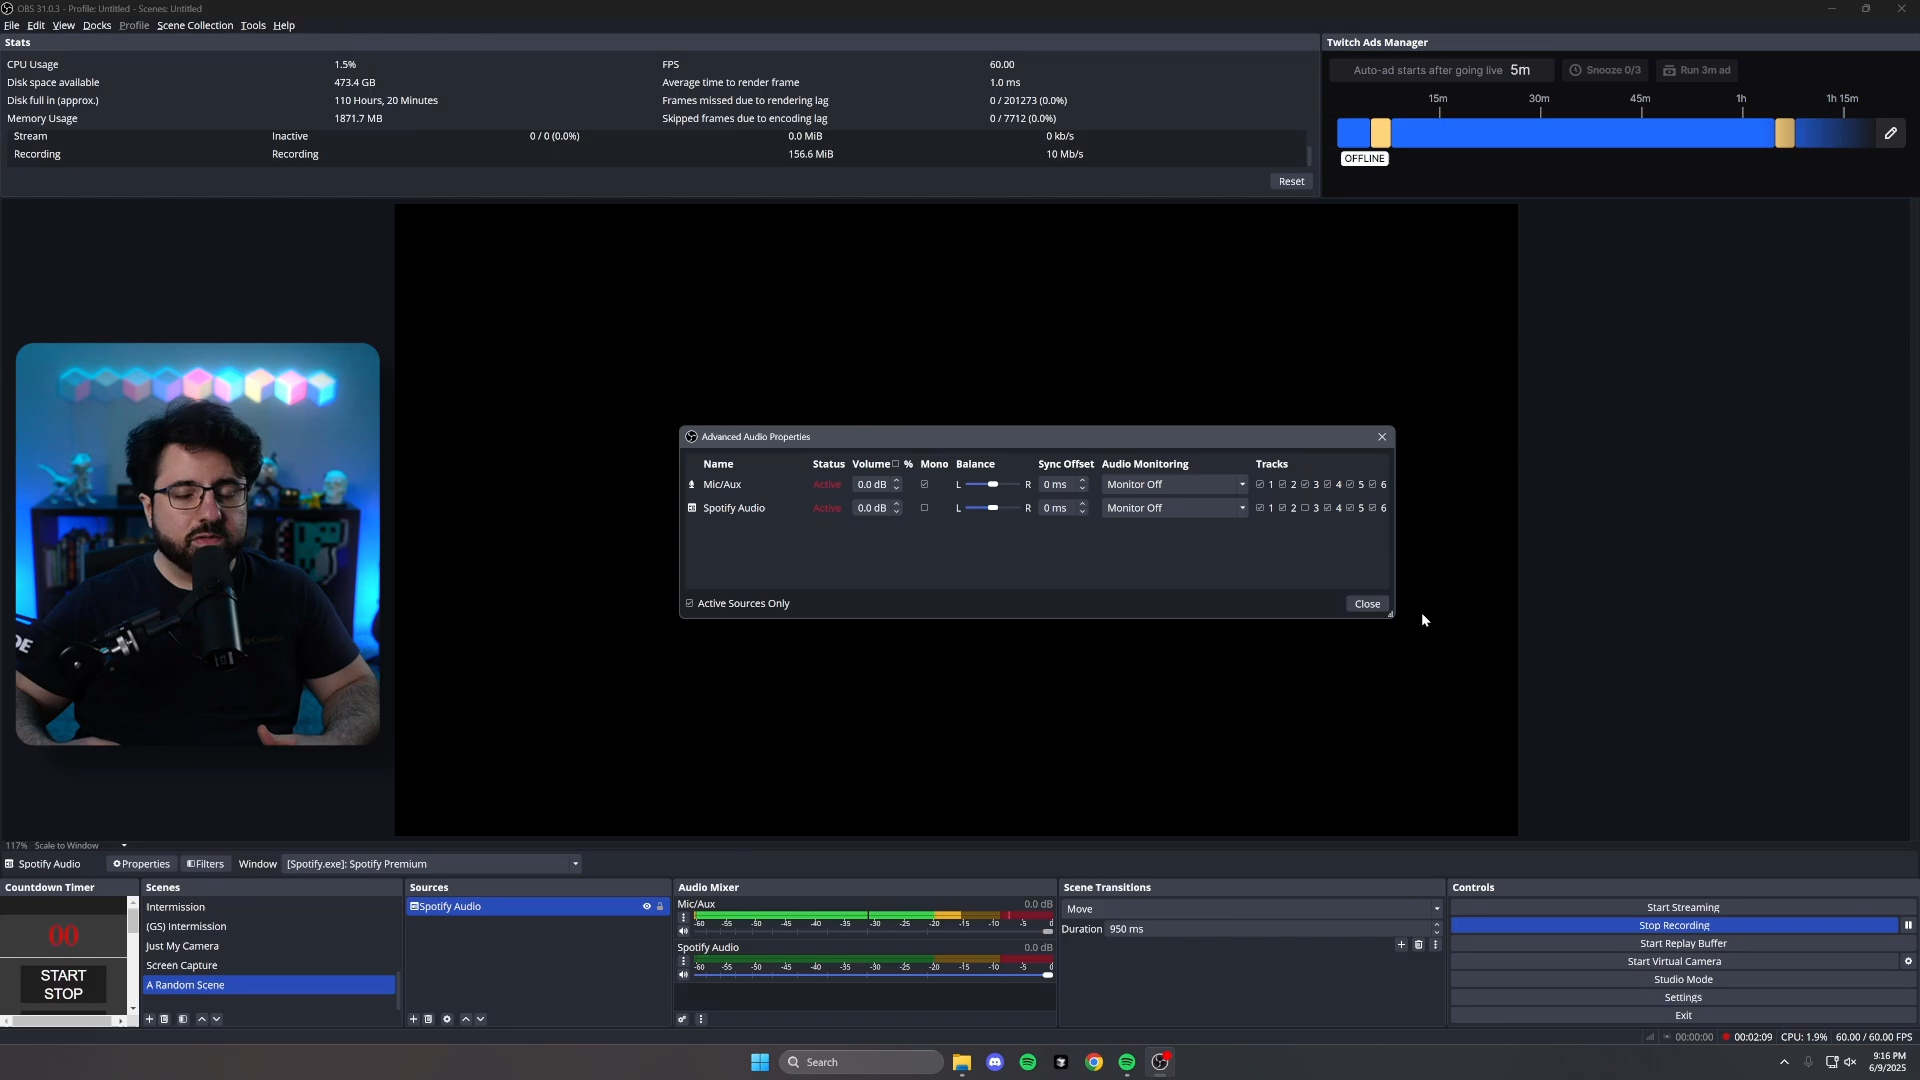 OBS 31.0.3 - Profile: Untitled - Scenes: Untitled
File Edit View Docks Profile Scene Collection Tools Help
Stats
Twitch Ads Manager
CPU Usage 1.5% FPS 60.00
Disk space available 473.4 GB Average time to render frame 1.0 ms
Disk full in (approx.) 110 Hours, 20 Minutes Frames missed due to rendering lag 0 / 201273 (0.0%)
Memory Usage 1871.7 MB Skipped frames due to encoding lag 0 / 7712 (0.0%)
Stream Inactive 0 / 0 (0.0%) 0.0 MiB 0 kb/s
Recording Recording 156.6 MiB 10 Mb/s
Reset
Auto-ad starts after going live 5m Snooze 0/3 Run 3m ad
15m 30m 45m 1h 1h 15m
OFFLINE
Advanced Audio Properties
Name Status Volume % Mono Balance Sync Offset Audio Monitoring Tracks
Mic/Aux Active 0.0 dB L R 0 ms Monitor Off 1 2 3 4 5 6
Spotify Audio Active 0.0 dB L R 0 ms Monitor Off 1 2 3 4 5 6
Active Sources Only Close
117% Scale to Window
Spotify Audio Properties Filters Window [Spotify.exe]: Spotify Premium
Countdown Timer
00
START
STOP
Scenes
Intermission
(GS) Intermission
Just My Camera
Screen Capture
A Random Scene
Sources
Spotify Audio
Audio Mixer
Mic/Aux 0.0 dB
-60 -55 -50 -45 -40 -35 -30 -25 -20 -15 -10 -5 0
Spotify Audio 0.0 dB
-60 -55 -50 -45 -40 -35 -30 -25 -20 -15 -10 -5 0
Scene Transitions
Move
Duration 950 ms
Controls
Start Streaming
Stop Recording
Start Replay Buffer
Start Virtual Camera
Studio Mode
Settings
Exit
00:00:00 00:02:09 CPU: 1.9% 60.00 / 60.00 FPS
Search
9:16 PM
6/9/2025